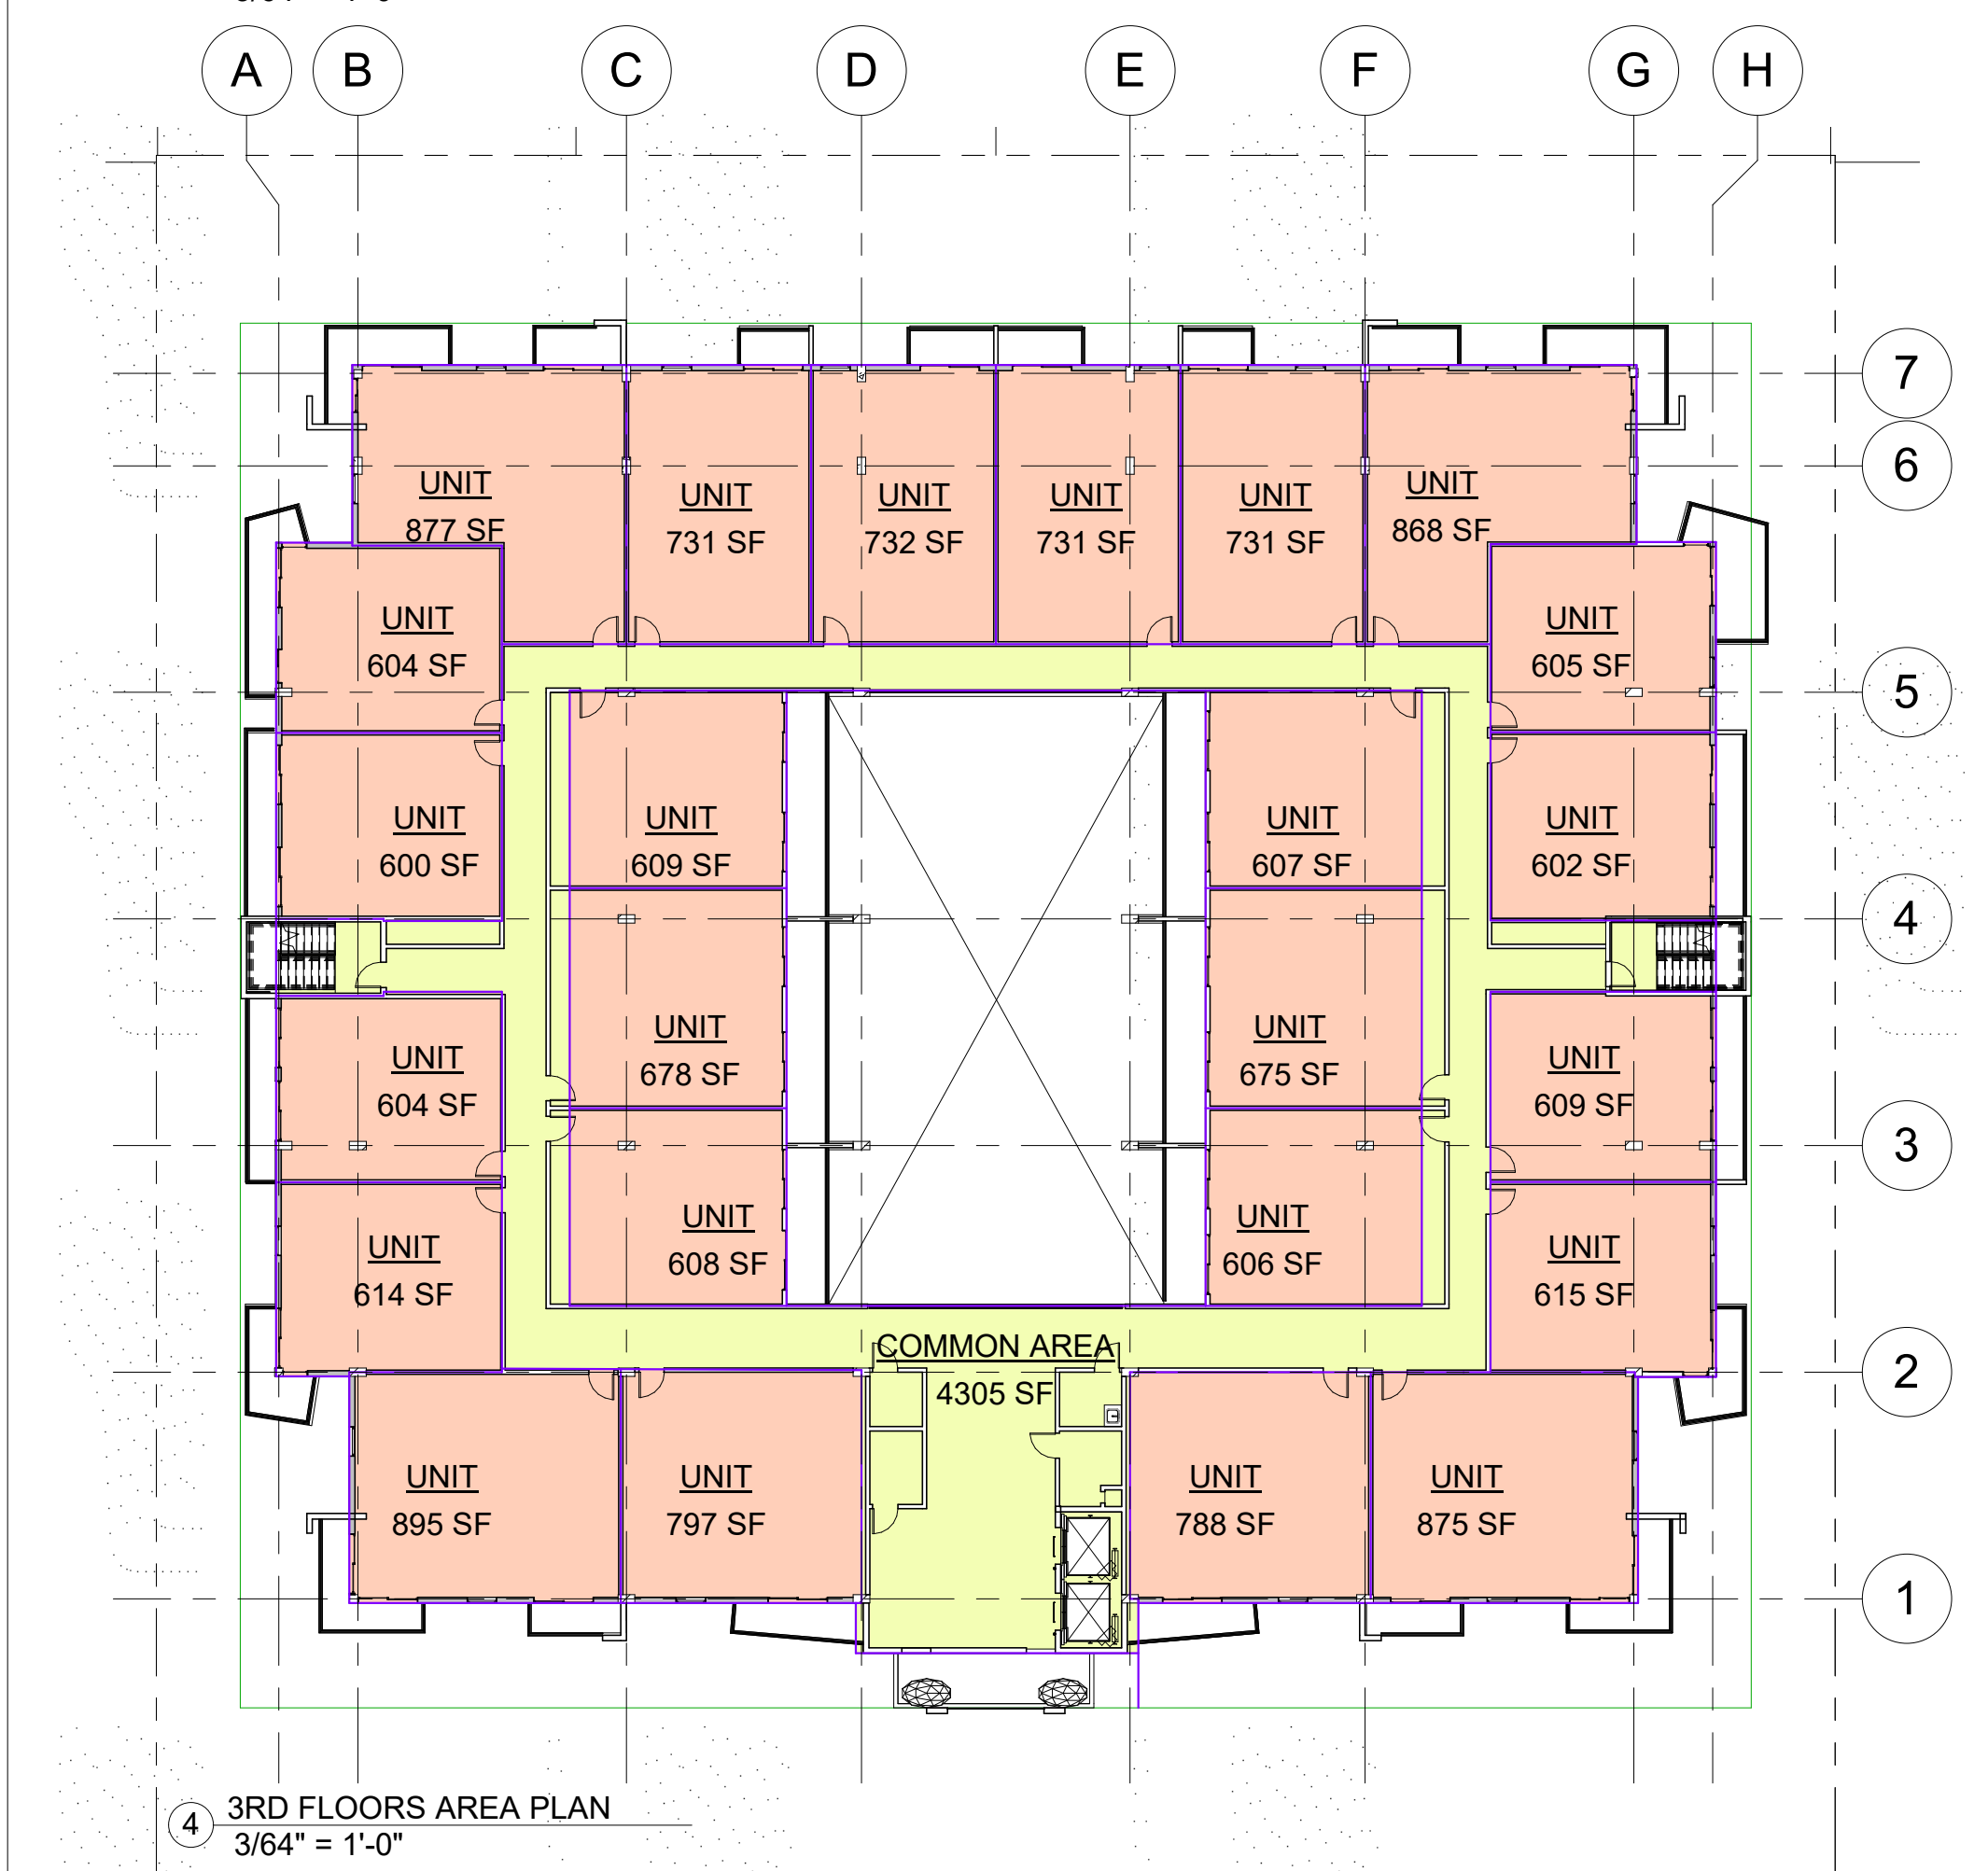 A B C D E F G H
7
6
UNIT
877 SF
UNIT
731 SF
UNIT
732 SF
UNIT
731 SF
UNIT
731 SF
UNIT
868 SF
UNIT
604 SF
UNIT
605 SF
5
UNIT
600 SF
UNIT
609 SF
UNIT
607 SF
UNIT
602 SF
4
UNIT
604 SF
UNIT
678 SF
UNIT
675 SF
UNIT
609 SF
3
UNIT
614 SF
UNIT
608 SF
UNIT
606 SF
UNIT
615 SF
COMMON AREA
4305 SF
2
UNIT
895 SF
UNIT
797 SF
UNIT
788 SF
UNIT
875 SF
1
4
3RD FLOORS AREA PLAN
3/64" = 1'-0"